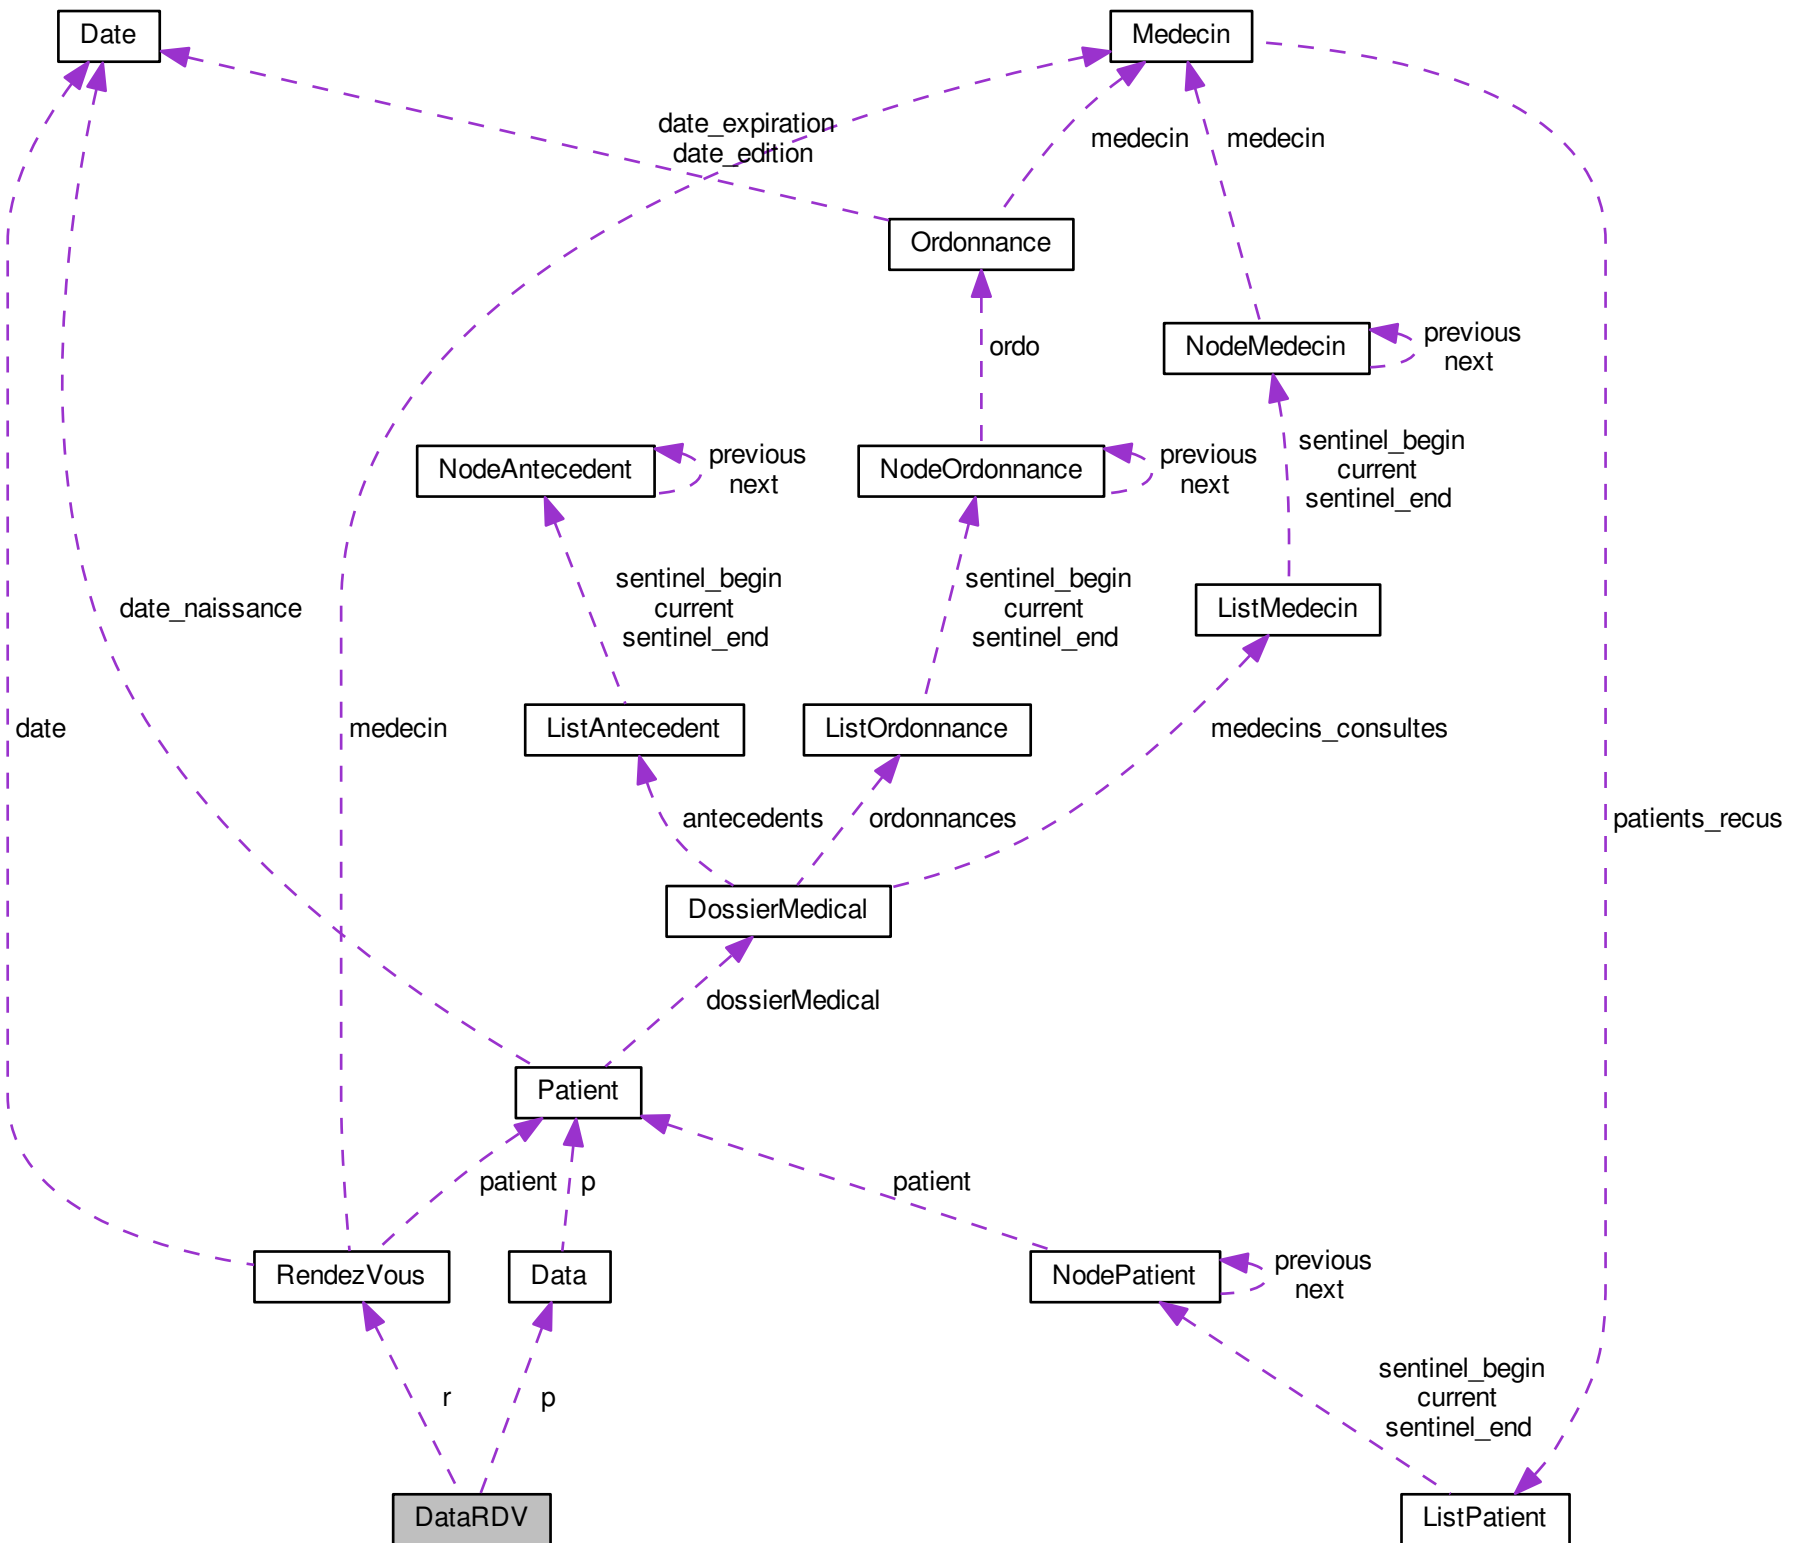 Date
Medecin
date_expiration
date_edition
medecin
medecin
Ordonnance
ordo
NodeMedecin
previous
next
NodeAntecedent
previous
next
NodeOrdonnance
previous
next
sentinel_begin
current
sentinel_end
sentinel_begin
current
sentinel_end
sentinel_begin
current
sentinel_end
date_naissance
ListMedecin
date
medecin
ListAntecedent
ListOrdonnance
medecins_consultes
antecedents
ordonnances
patients_recus
DossierMedical
dossierMedical
Patient
patient
p
patient
RendezVous
Data
NodePatient
previous
next
r
p
sentinel_begin
current
sentinel_end
DataRDV
ListPatient